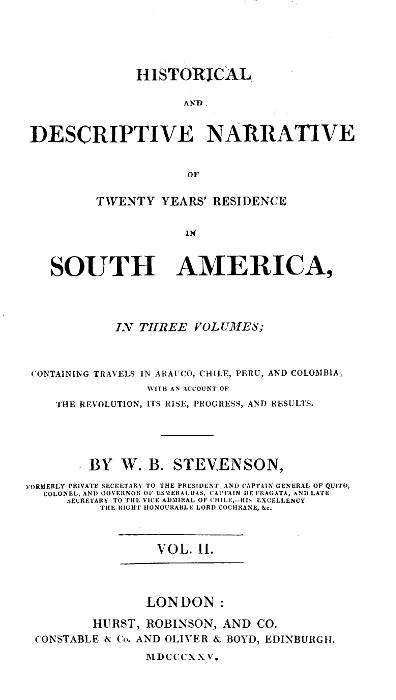 HISTORICAL
AND
DESCRIPTIVE NARRATIVE
OF
TWENTY YEARS' RESIDENCE
IN
SOUTH AMERICA,
IN THREE VOLUMES;
CONTAINING TRAVELS IN ARAUCO, CHILE, PERU, AND COLOMBIA;
WITH AN ACCOUNT OF
THE REVOLUTION, ITS RISE, PROGRESS, AND RESULTS.
BY W. B. STEVENSON,
FORMERLY PRIVATE SECRETARY TO THE PRESIDENT AND CAPTAIN GENERAL OF QUITO,
COLONEL, AND GOVERNOR OF ESMERALDAS, CAPTAIN DE FRAGATA, AND LATE
SECRETARY TO THE VICE ADMIRAL OF CHILE, HIS EXCELLENCY
THE RIGHT HONOURABLE LORD COCHRANE, &c.
VOL. II.
LONDON:
HURST, ROBINSON, AND CO.
CONSTABLE & Co. AND OLIVER & BOYD, EDINBURGH.
MDCCCXXV.